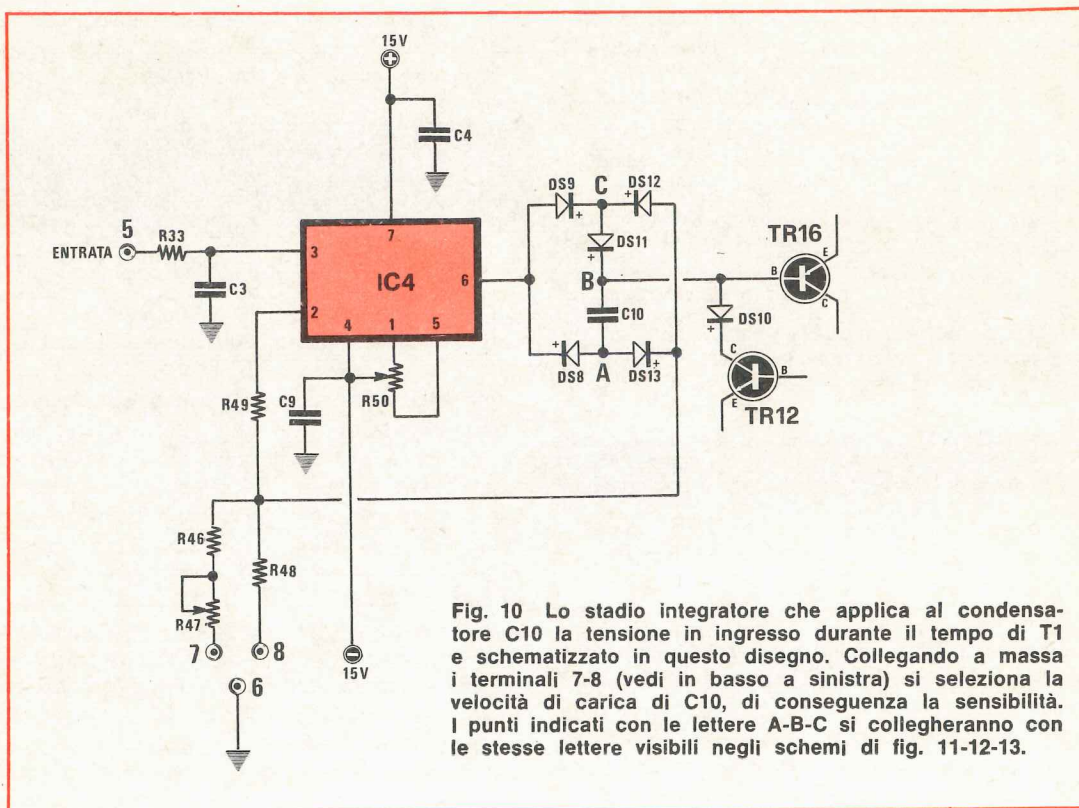 15V
C4
DS9
C
DS12
5
R33
7
DS11
TR16
E
ENTRATA
3
B
B
C3
IC4
6
C
2
C10
DS10
4
1
5
DS8
A
DS13
C
B
R49
C9
R50
E
TR12
R46
R48
R47
7
8
15V
6
Fig. 10 Lo stadio integratore che applica al condensa-
tore C10 la tensione in ingresso durante il tempo di T1
e schematizzato in questo disegno. Collegando a massa
i terminali 7-8 (vedi in basso a sinistra) si seleziona la
velocità di carica di C10, di conseguenza la sensibilità.
I punti indicati con le lettere A-B-C si collegheranno con
le stesse lettere visibili negli schemi di fig. 11-12-13.